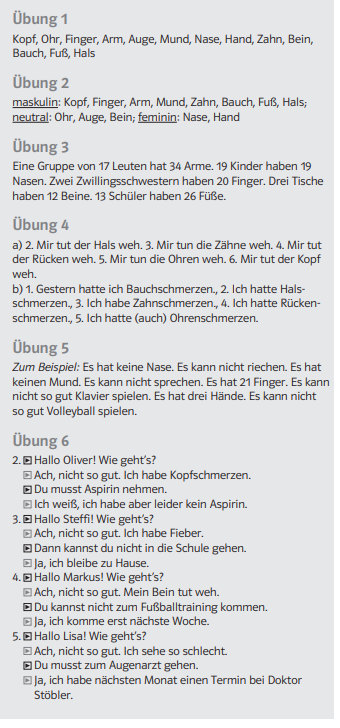 Übung 1
Kopf, Ohr, Finger, Arm, Auge, Mund, Nase, Hand, Zahn, Bein,
Bauch, Fuß, Hals
Übung 2
maskulin: Kopf, Finger, Arm, Mund, Zahn, Bauch, Fuß, Hals;
neutral: Ohr, Auge, Bein; feminin: Nase, Hand
Übung 3
Eine Gruppe von 17 Leuten hat 34 Arme. 19 Kinder haben 19
Nasen. Zwei Zwillingsschwestern haben 20 Finger. Drei Tische
haben 12 Beine. 13 Schüler haben 26 Füße.
Übung 4
a) 2. Mir tut der Hals weh. 3. Mir tun die Zähne weh. 4. Mir tut
der Rücken weh. 5. Mir tun die Ohren weh. 6. Mir tut der Kopf
weh.
b) 1. Gestern hatte ich Bauchschmerzen., 2. Ich hatte Hals-
schmerzen., 3. Ich habe Zahnschmerzen., 4. Ich hatte Rücken-
schmerzen., 5. Ich hatte (auch) Ohrenschmerzen.
Übung 5
Zum Beispiel: Es hat keine Nase. Es kann nicht riechen. Es hat
keinen Mund. Es kann nicht sprechen. Es hat 21 Finger. Es kann
nicht so gut Klavier spielen. Es hat drei Hände. Es kann nicht
so gut Volleyball spielen.
Übung 6
2. Hallo Oliver! Wie geht's?
Ach, nicht so gut. Ich habe Kopfschmerzen.
Du musst Aspirin nehmen.
Ich weiß, ich habe aber leider kein Aspirin.
3. Hallo Steffi! Wie geht's?
Ach, nicht so gut. Ich habe Fieber.
Dann kannst du nicht in die Schule gehen.
Ja, ich bleibe zu Hause.
4. Hallo Markus! Wie geht's?
Ach, nicht so gut. Mein Bein tut weh.
Du kannst nicht zum Fußballtraining kommen.
Ja, ich komme erst nächste Woche.
5. Hallo Lisa! Wie geht's?
Ach, nicht so gut. Ich sehe so schlecht.
Du musst zum Augenarzt gehen.
Ja, ich habe nächsten Monat einen Termin bei Doktor
Stöbler.